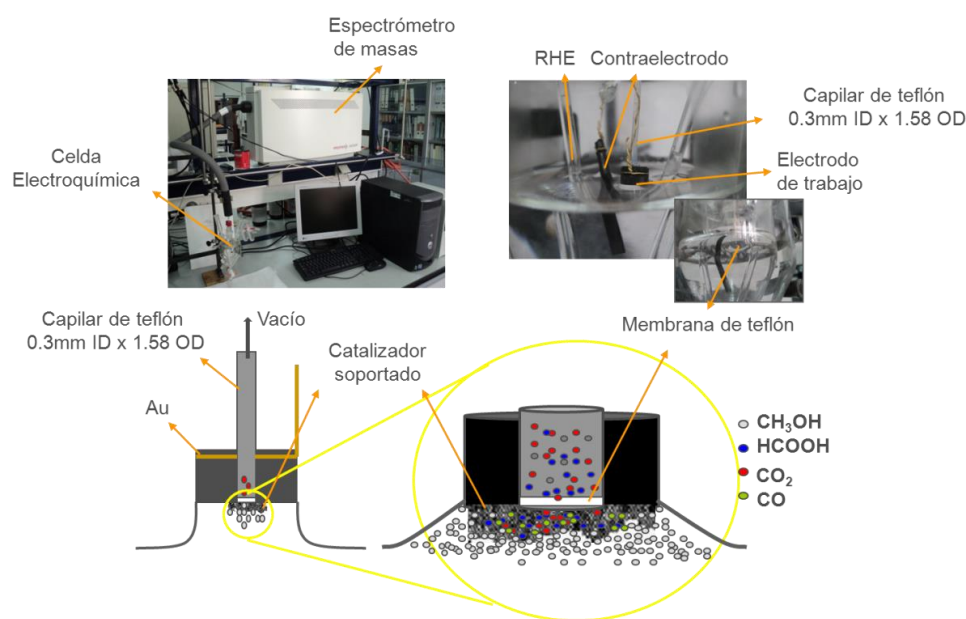 Espectrómetro
de masas
Celda
Electroquímica
RHE
Contraelectrodo
Capilar de teflón
0.3mm ID x 1.58 OD
Electrodo
de trabajo
Membrana de teflón
Capilar de teflón
0.3mm ID x 1.58 OD
Vacío
Catalizador
soportado
Au
CH₃OH
HCOOH
CO₂
CO